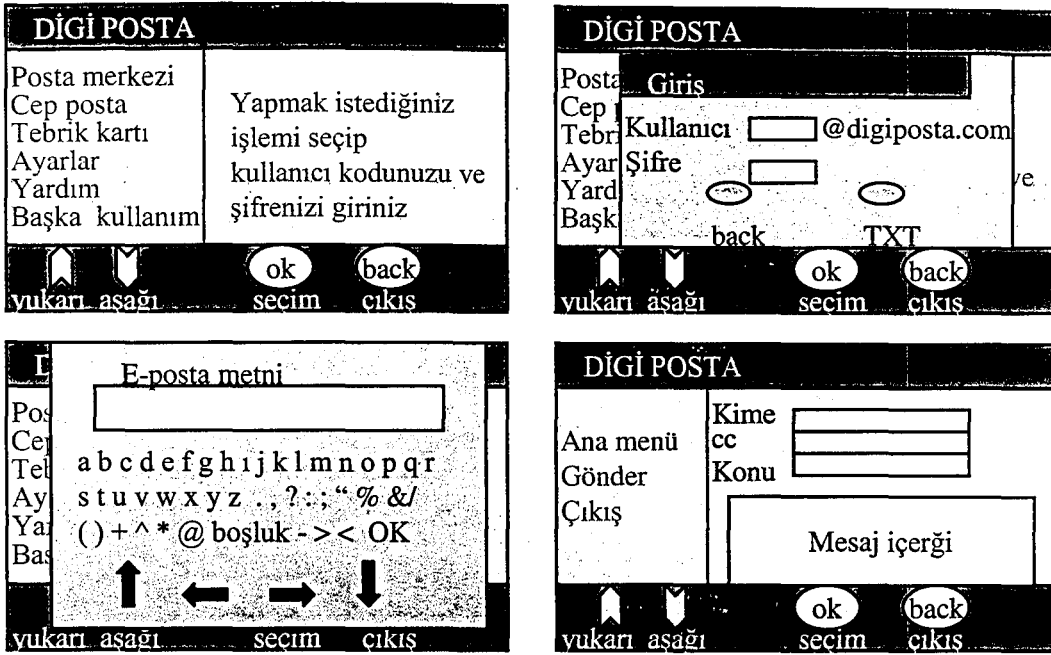 DİGİ POSTA
Posta merkezi
Cep posta
Tebrik kartı
Ayarlar
Yardım
Başka kullanım
Yapmak istediğiniz
işlemi seçip
kullanıcı kodunuzu ve
şifrenizi giriniz
ok
back
yukarı aşağı
seçim
çıkış
DİGİ POSTA
Posta
Cep p
Tebri
Ayar
Yard
Başk
Giriş
Kullanıcı @digiposta.com
Şifre
back
TXT
ve
ok
back
yukarı aşağı
seçim
çıkış
D
Pos
Cep
Teb
Ay
Yar
Bas
E-posta metni
a b c d e f g h ı j k l m n o p q r
s t u v w x y z . , ? : ; “ % &/
( ) + ^ * @ boşluk - > < OK
yukarı aşağı
seçim
çıkış
DİGİ POSTA
Ana menü
Gönder
Çıkış
Kime
cc
Konu
Mesaj içerği
ok
back
yukarı aşağı
seçim
çıkış